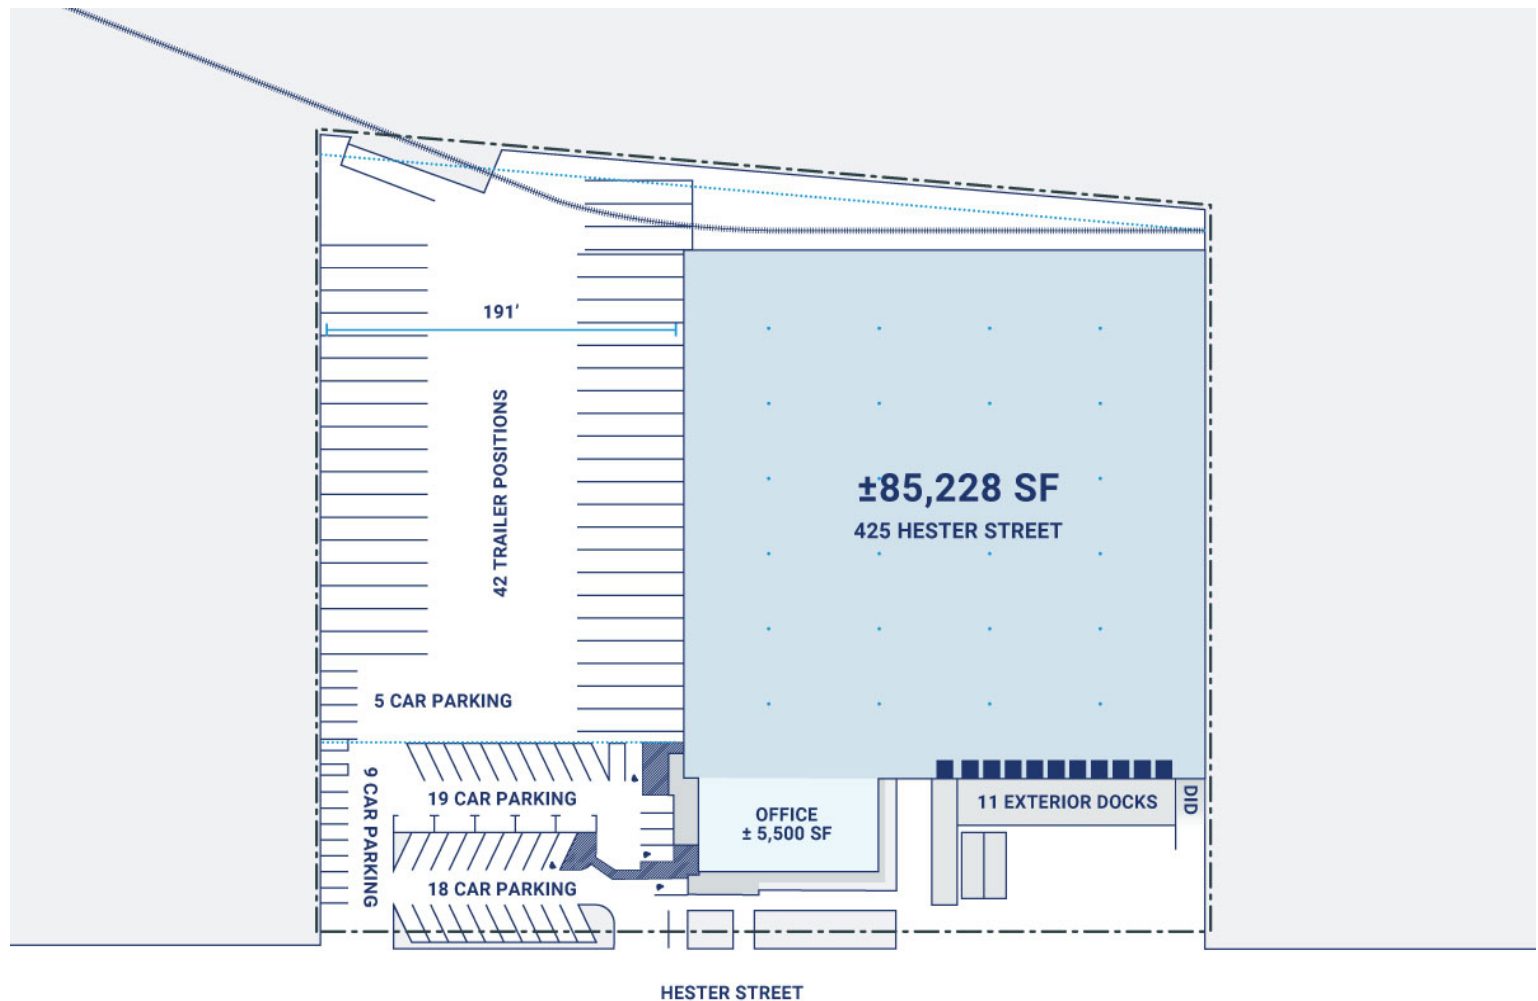 191'
42 TRAILER POSITIONS
±85,228 SF
425 HESTER STREET
5 CAR PARKING
9 CAR PARKING
19 CAR PARKING
18 CAR PARKING
OFFICE
± 5,500 SF
11 EXTERIOR DOCKS
DID
HESTER STREET